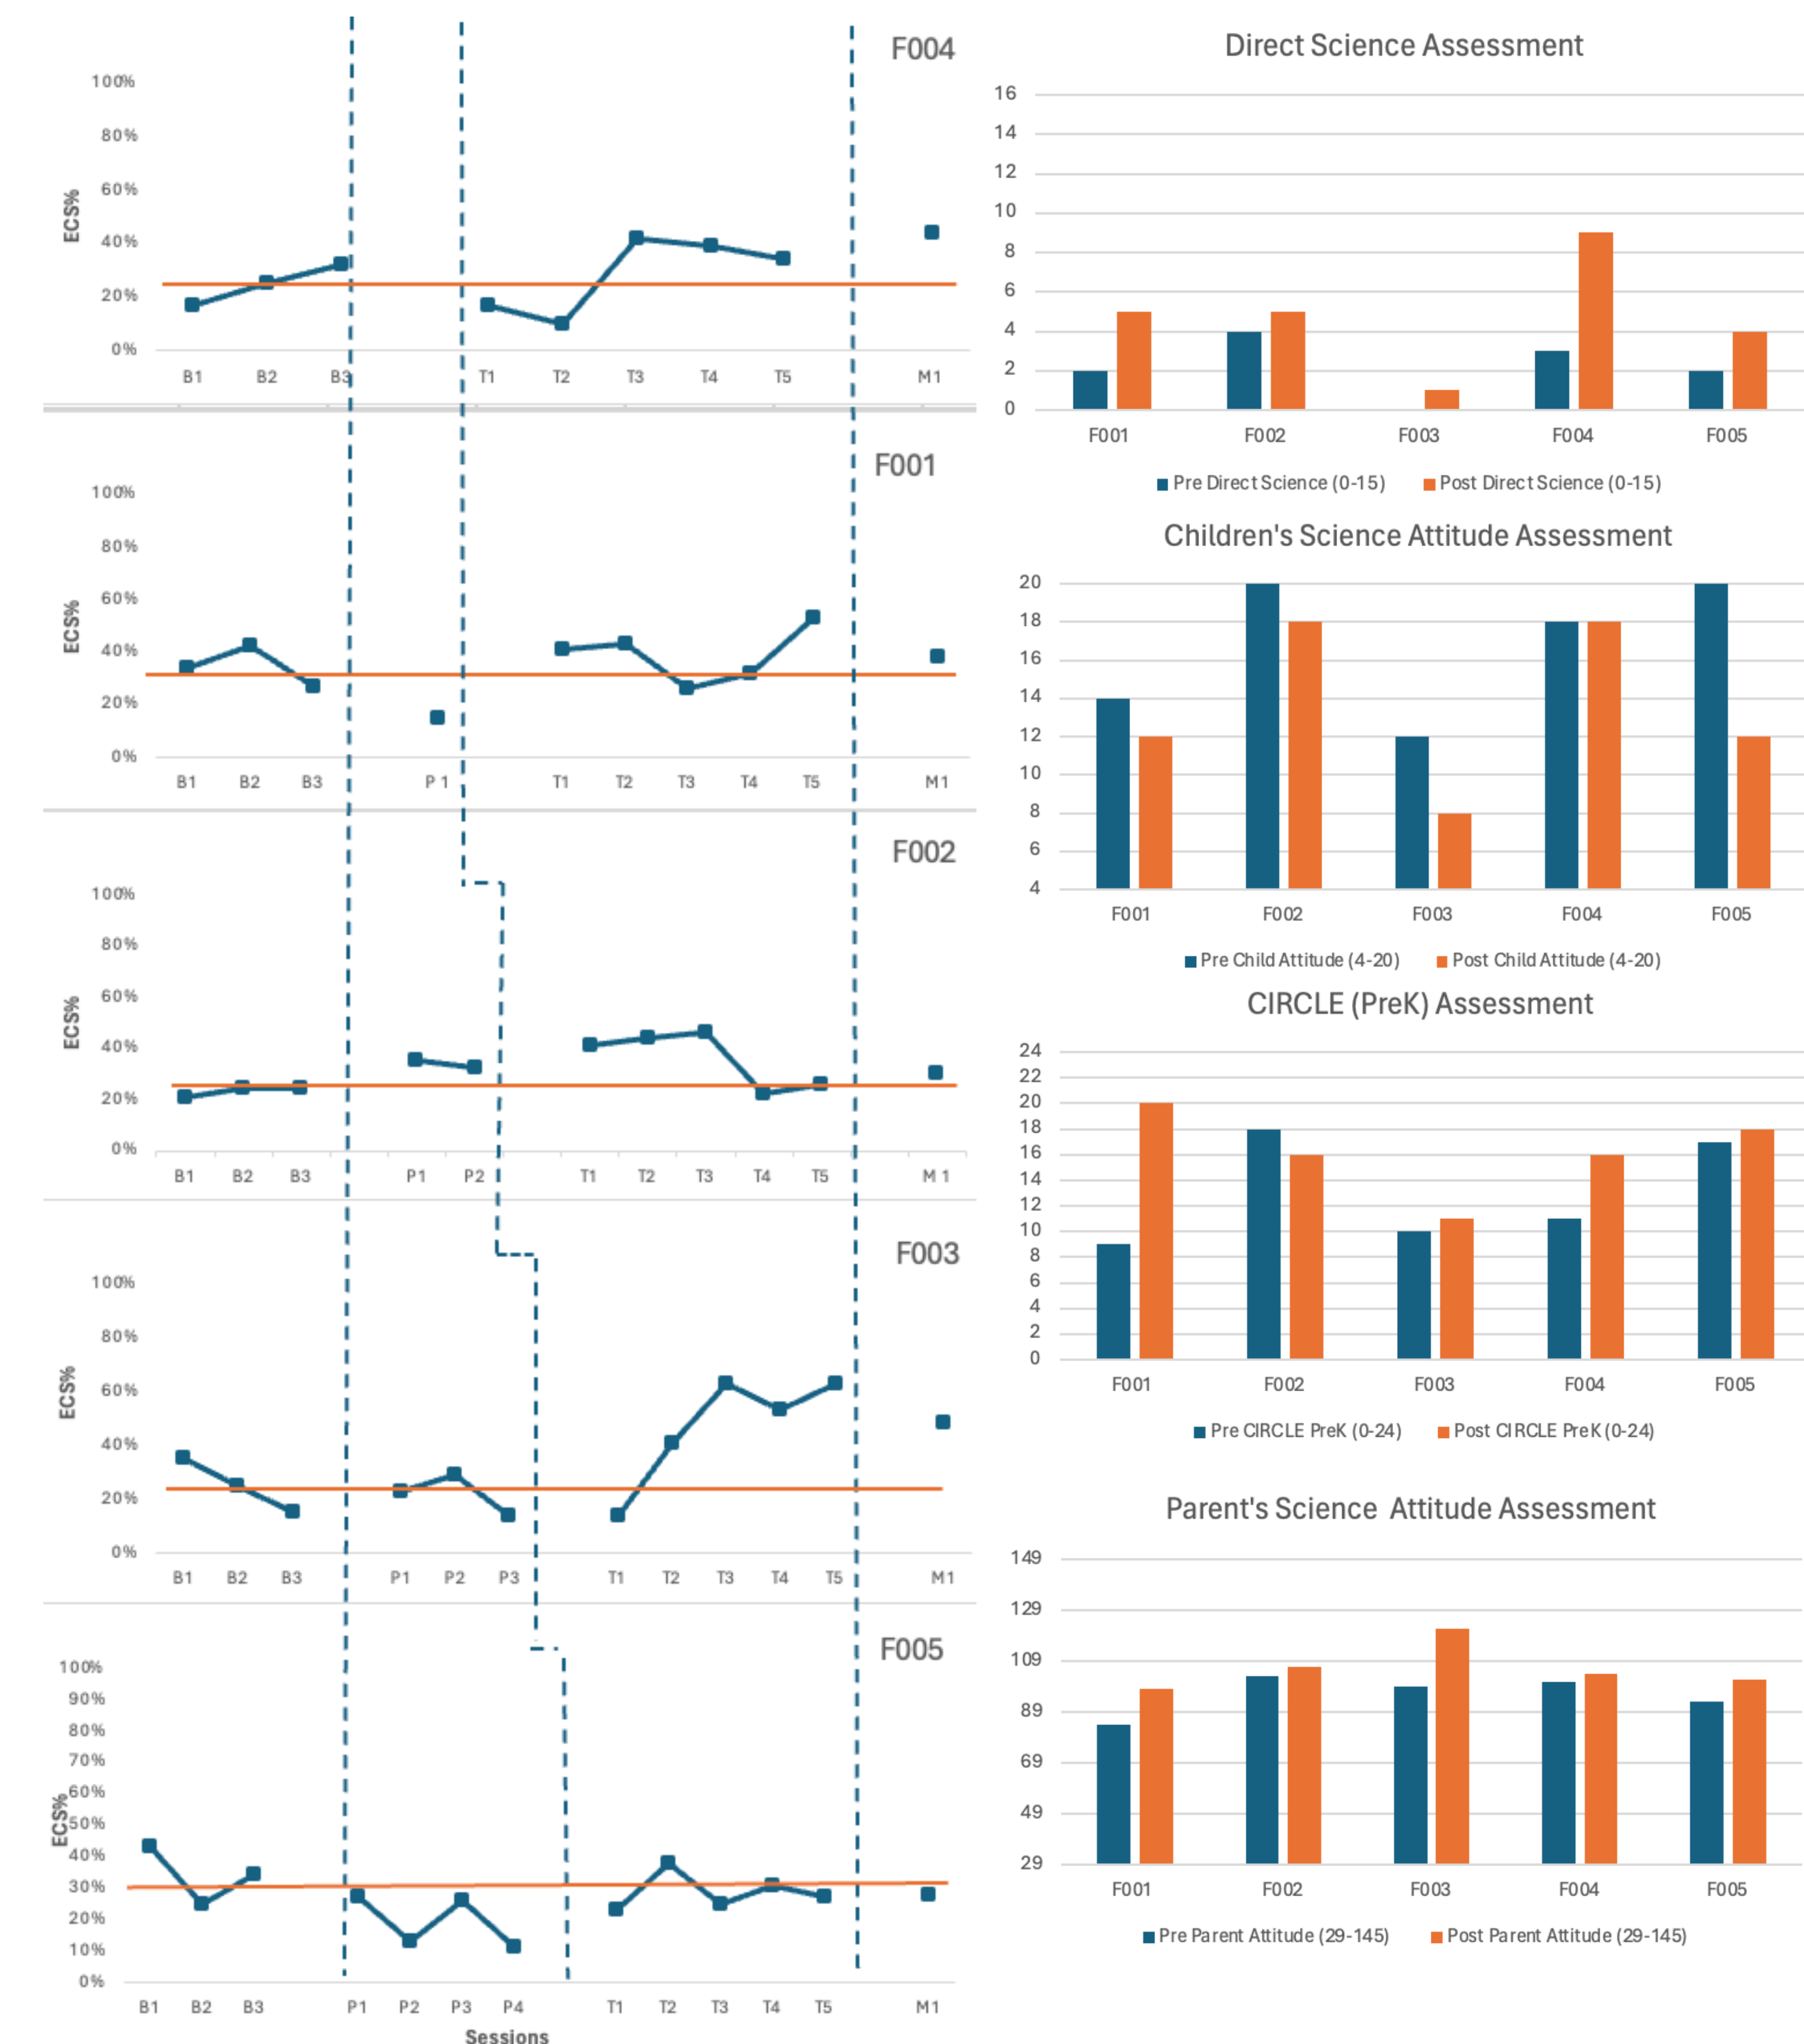 F004
100%
80%
60%
40%
20%
0%
ECS%
B1 B2 B3 T1 T2 T3 T4 T5 M1
F001
100%
80%
60%
40%
20%
0%
ECS%
B1 B2 B3 P 1 T1 T2 T3 T4 T5 M1
F002
100%
80%
60%
40%
20%
0%
ECS%
B1 B2 B3 P1 P2 T1 T2 T3 T4 T5 M 1
F003
100%
80%
60%
40%
20%
0%
ECS%
B1 B2 B3 P1 P2 P3 T1 T2 T3 T4 T5 M1
F005
100%
90%
80%
70%
60%
50%
40%
30%
20%
10%
0%
ECS%
B1 B2 B3 P1 P2 P3 P4 T1 T2 T3 T4 T5 M1
Sessions
Direct Science Assessment
16
14
12
10
8
6
4
2
0
F001 F002 F003 F004 F005
Pre Direct Science (0-15) Post Direct Science (0-15)
Children's Science Attitude Assessment
20
18
16
14
12
10
8
6
4
F001 F002 F003 F004 F005
Pre Child Attitude (4-20) Post Child Attitude (4-20)
CIRCLE (PreK) Assessment
24
22
20
18
16
14
12
10
8
6
4
2
0
F001 F002 F003 F004 F005
Pre CIRCLE PreK (0-24) Post CIRCLE PreK (0-24)
Parent's Science Attitude Assessment
149
129
109
89
69
49
29
F001 F002 F003 F004 F005
Pre Parent Attitude (29-145) Post Parent Attitude (29-145)